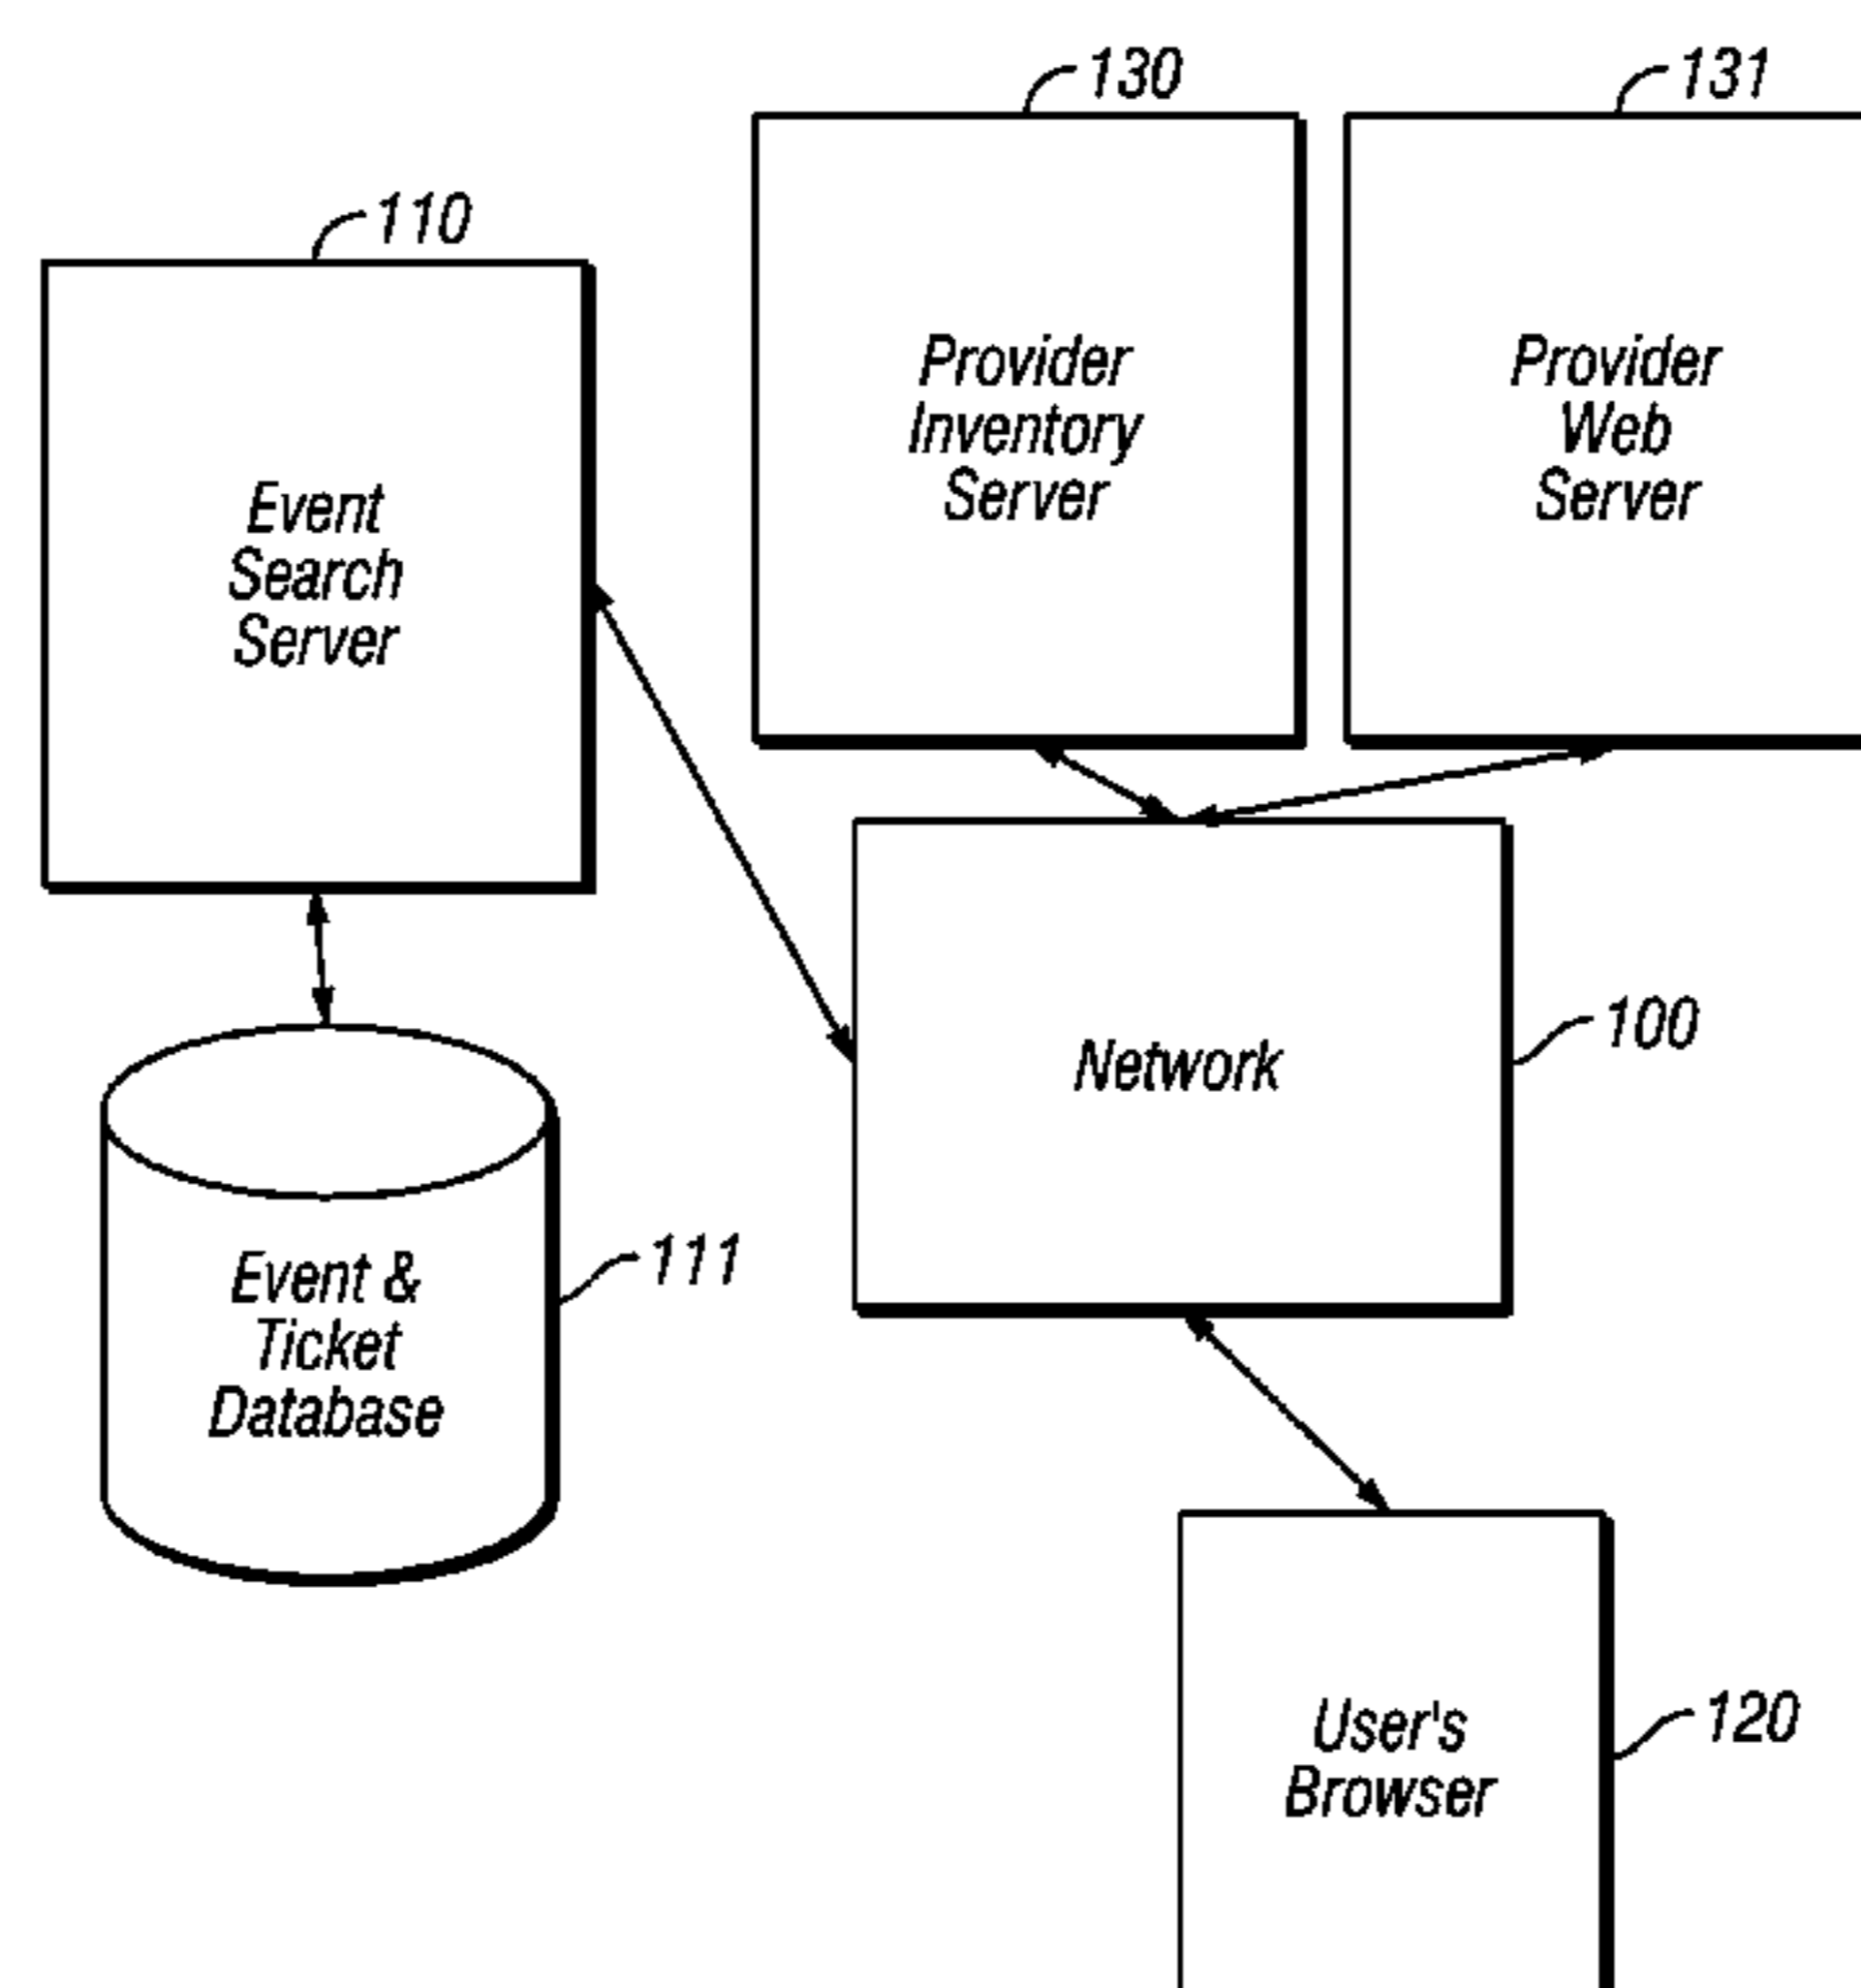 130
131
110
Provider
Inventory
Server
Provider
Web
Server
Event
Search
Server
100
Network
111
Event &
Ticket
Database
120
User's
Browser